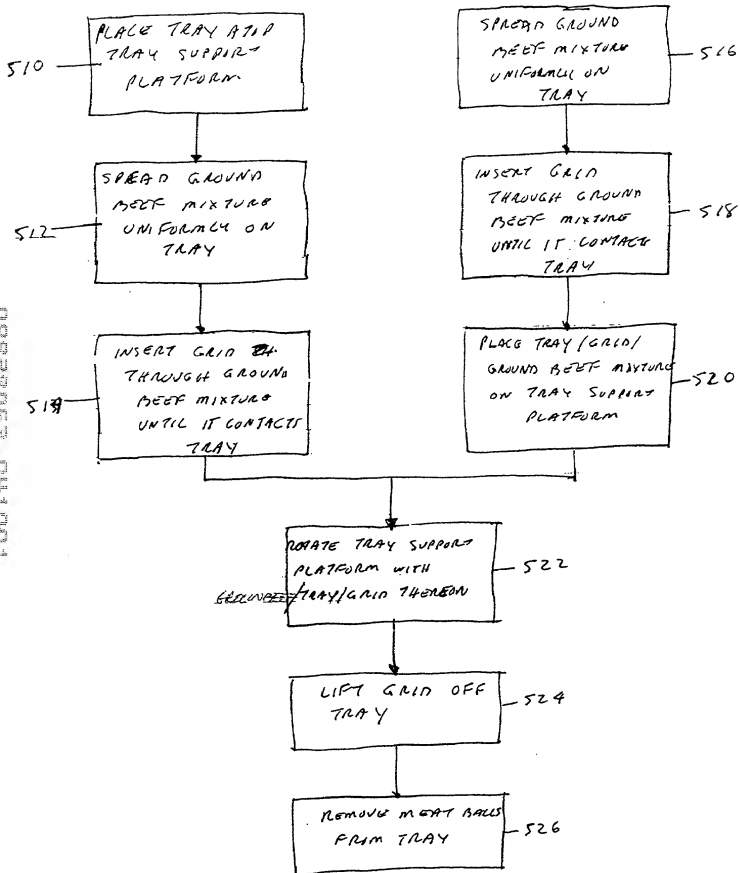 PLACE TRAY ATOP
TRAY SUPPORT
PLATFORM
510
SPREAD GROUND
BEEF MIXTURE
UNIFORMLY ON
TRAY
512
INSERT GRID
THROUGH GROUND
BEEF MIXTURE
UNTIL IT CONTACTS
TRAY
514
SPREAD GROUND
BEEF MIXTURE
UNIFORMLY ON
TRAY
516
INSERT GRID
THROUGH GROUND
BEEF MIXTURE
UNTIL IT CONTACTS
TRAY
518
PLACE TRAY/GRID/
GROUND BEEF MIXTURE
ON TRAY SUPPORT
PLATFORM
520
ROTATE TRAY SUPPORT
PLATFORM WITH
/TRAY/GRID THEREON
522
LIFT GRID OFF
TRAY
524
REMOVE MEAT BALLS
FROM TRAY
526